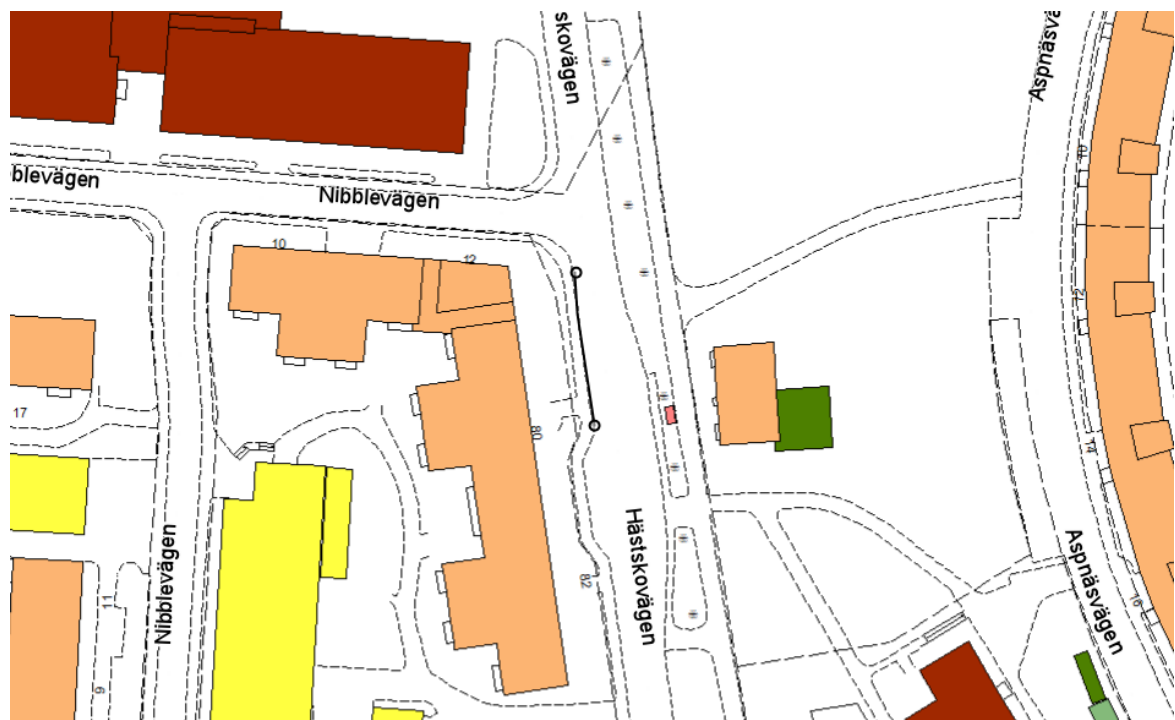 skovägen
Aspnäsvä
10
blevägen
Nibblevägen
10
12
12
17
80
14
Hästskovägen
Nibblevägen
Aspnäsvägen
82
11
16
9